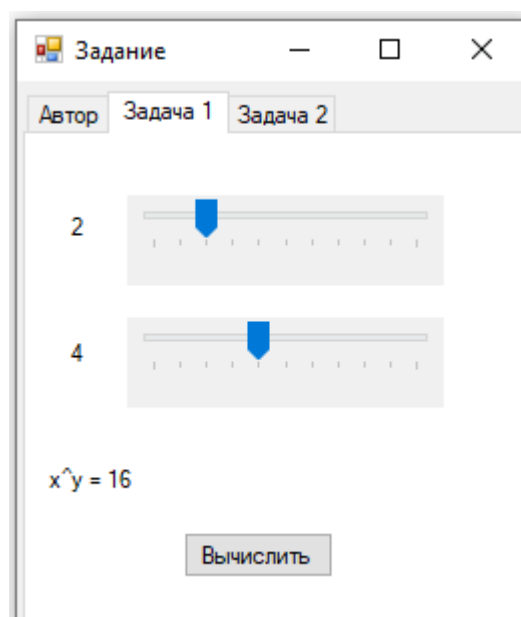 Задание
Автор Задача 1 Задача 2
2
4
x^y = 16
Вычислить